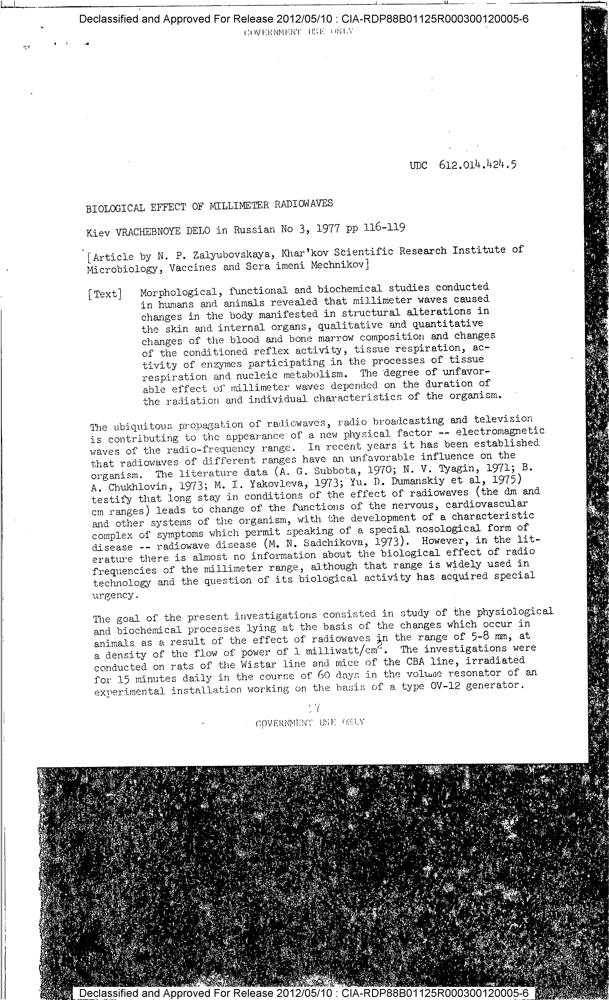 Declassified and Approved For Release 2012/05/10 : CIA-RDP88B01125R000300120005-6
GOVERNMENT USE ONLY
UDC 612.014.424.5
BIOLOGICAL EFFECT OF MILLIMETER RADIOWAVES
Kiev VRACHEBNOYE DELO in Russian No 3, 1977 pp 116-119
[Article by N. P. Zalyubovskaya, Khar'kov Scientific Research Institute of
Microbiology, Vaccines and Sera imeni Mechnikov]
[Text] Morphological, functional and biochemical studies conducted
in humans and animals revealed that millimeter waves caused
changes in the body manifested in structural alterations in
the skin and internal organs, qualitative and quantitative
changes of the blood and bone marrow composition and changes
of the conditioned reflex activity, tissue respiration, ac-
tivity of enzymes participating in the processes of tissue
respiration and nucleic metabolism. The degree of unfavor-
able effect of millimeter waves depended on the duration of
the radiation and individual characteristics of the organism.
The ubiquitous propagation of radiowaves, radio broadcasting and television
is contributing to the appearance of a new physical factor -- electromagnetic
waves of the radio-frequency range. In recent years it has been established
that radiowaves of different ranges have an unfavorable influence on the
organism. The literature data (A. G. Subbota, 1970; N. V. Tyagin, 1971; B.
A. Chukhlovin, 1973; M. I. Yakovleva, 1973; Yu. D. Dumanskiy et al, 1975)
testify that long stay in conditions of the effect of radiowaves (the dm and
cm ranges) leads to change of the functions of the nervous, cardiovascular
and other systems of the organism, with the development of a characteristic
complex of symptoms which permit speaking of a special nosological form of
disease -- radiowave disease (M. N. Sadchikova, 1973). However, in the lit-
erature there is almost no information about the biological effect of radio
frequencies of the millimeter range, although that range is widely used in
technology and the question of its biological activity has acquired special
urgency.
The goal of the present investigations consisted in study of the physiological
and biochemical processes lying at the basis of the changes which occur in
animals as a result of the effect of radiowaves in the range of 5-8 mm, at
a density of the flow of power of 1 milliwatt/cm². The investigations were
conducted on rats of the Wistar line and mice of the CBA line, irradiated
for 15 minutes daily in the course of 60 days in the volume resonator of an
experimental installation working on the basis of a type OV-12 generator.
GOVERNMENT USE ONLY
Declassified and Approved For Release 2012/05/10 : CIA-RDP88B01125R000300120005-6